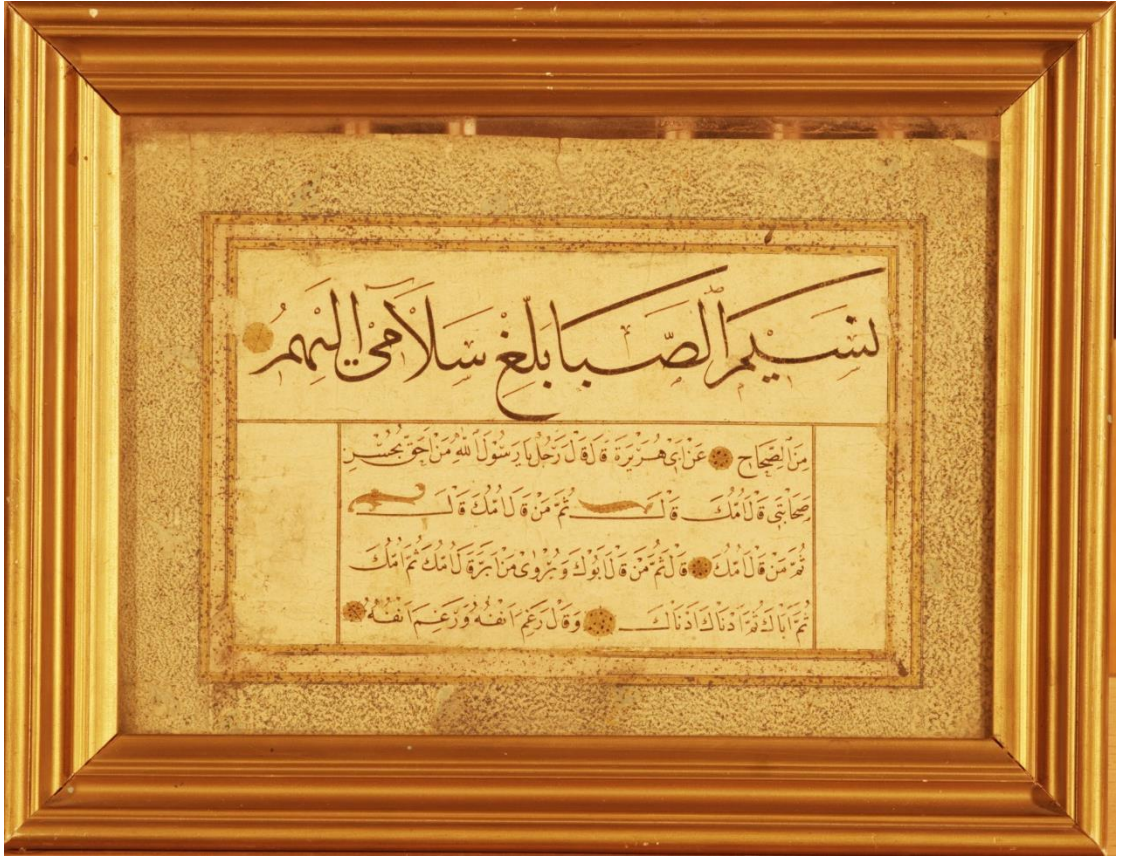 نسيم الصبا بلغ سلامي اليهم
من الصحاح عن ابي هريرة قال قال رجل يا رسول الله من احق بحسن
صحابتي قال امك قال ثم من قال امك قال
ثم من قال امك قال ثم من قال ابوك ويروى من ابر قال امك ثم امك
ثم اباك ثم ادناك ادناك وقال رغم انفه ورغم انفه